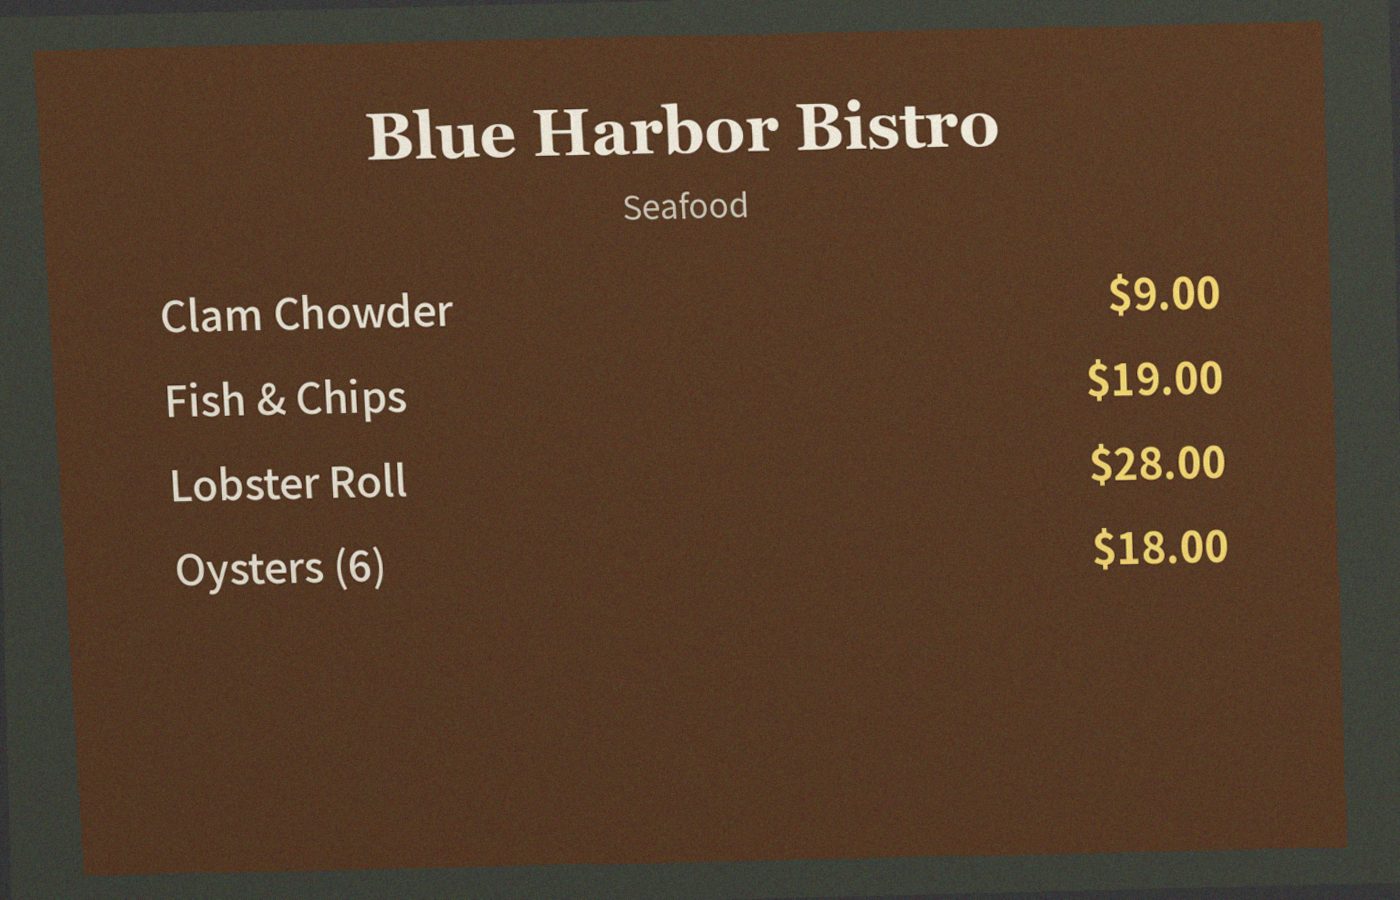 Blue Harbor Bistro
Seafood
Clam Chowder $9.00
Fish & Chips $19.00
Lobster Roll $28.00
Oysters (6) $18.00